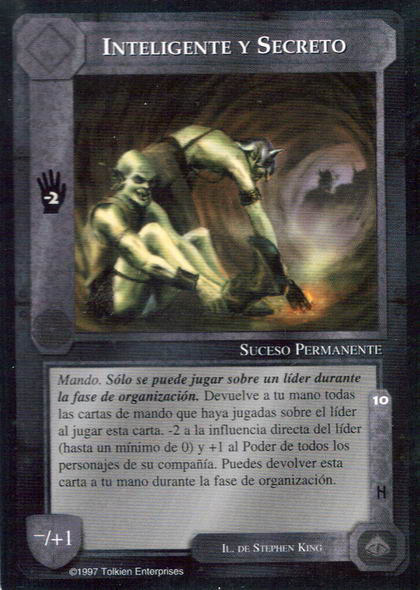 INTELIGENTE Y SECRETO
-2
SUCESO PERMANENTE
Mando. Sólo se puede jugar sobre un líder durante
la fase de organización. Devuelve a tu mano todas
las cartas de mando que haya jugadas sobre el líder
al jugar esta carta. -2 a la influencia directa del líder
(hasta un mínimo de 0) y +1 al Poder de todos los
personajes de su compañía. Puedes devolver esta
carta a tu mano durante la fase de organización.
10
H
–/+1
IL. DE STEPHEN KING
©1997 Tolkien Enterprises